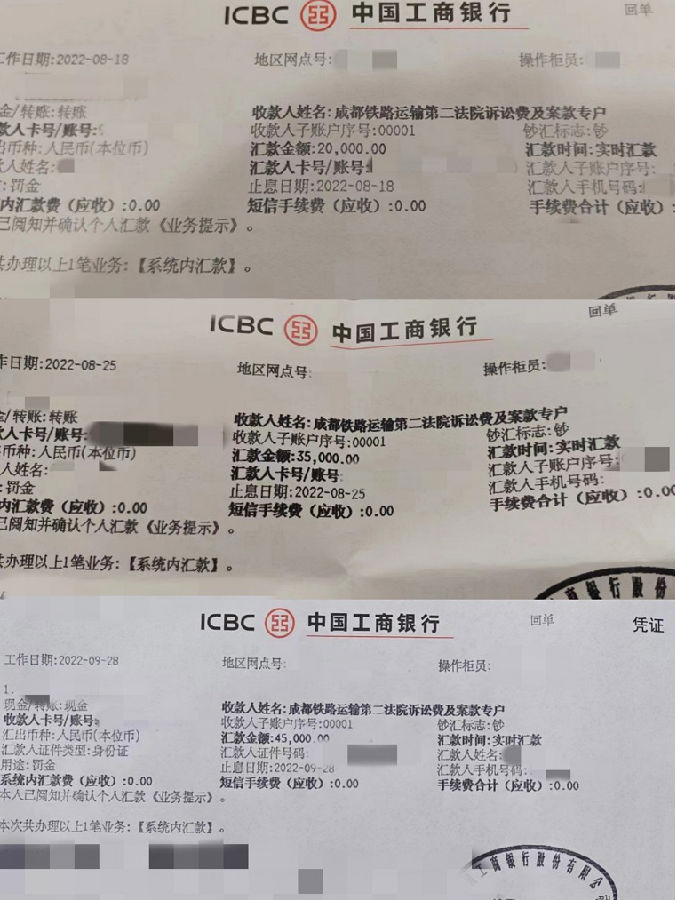 ICBC 中国工商银行 回单
工作日期:2022-08-18 地区网点号: 操作柜员:
金/转账:转账 收款人姓名:成都铁路运输第二法院诉讼费及案款专户
款人卡号/账号: 收款人子账户序号:00001 钞汇标志:钞
出币种:人民币(本位币) 汇款金额:20,000.00 汇款时间:实时汇款
人姓名: 汇款人卡号/账号: 汇款人子账户序号:
:罚金 止息日期:2022-08-18 汇款人手机号码:
内汇款费(应收):0.00 短信手续费(应收):0.00 手续费合计(应收):
已阅知并确认个人汇款《业务提示》。
共办理以上1笔业务:【系统内汇款】。
ICBC 中国工商银行 回单
作日期:2022-08-25 地区网点号: 操作柜员:
金/转账:转账 收款人姓名:成都铁路运输第二法院诉讼费及案款专户
人卡号/账号: 收款人子账户序号:00001 钞汇标志:钞
币种:人民币(本位币) 汇款金额:35,000.00 汇款时间:实时汇款
人姓名: 汇款人卡号/账号: 汇款人子账户序号:
:罚金 止息日期:2022-08-25 汇款人手机号码:
内汇款费(应收):0.00 短信手续费(应收):0.00 手续费合计(应收):0.00
已阅知并确认个人汇款《业务提示》。
共办理以上1笔业务:【系统内汇款】。
工商银行股份
ICBC 中国工商银行 回单 凭证
工作日期:2022-09-28 地区网点号: 操作柜员:
1.
现金/转账:现金 收款人姓名:成都铁路运输第二法院诉讼费及案款专户
收款人卡号/账号: 收款人子账户序号:00001 钞汇标志:钞
汇出币种:人民币(本位币) 汇款金额:45,000.00 汇款时间:实时汇款
汇款人证件类型:身份证 汇款人证件号码: 汇款人姓名:
用途:罚金 止息日期:2022-09-28 汇款人手机号码:
系统内汇款费(应收):0.00 短信手续费(应收):0.00 手续费合计(应收):0.00
本人已阅知并确认个人汇款《业务提示》。
本次共办理以上1笔业务:【系统内汇款】。
工商银行股份有限公